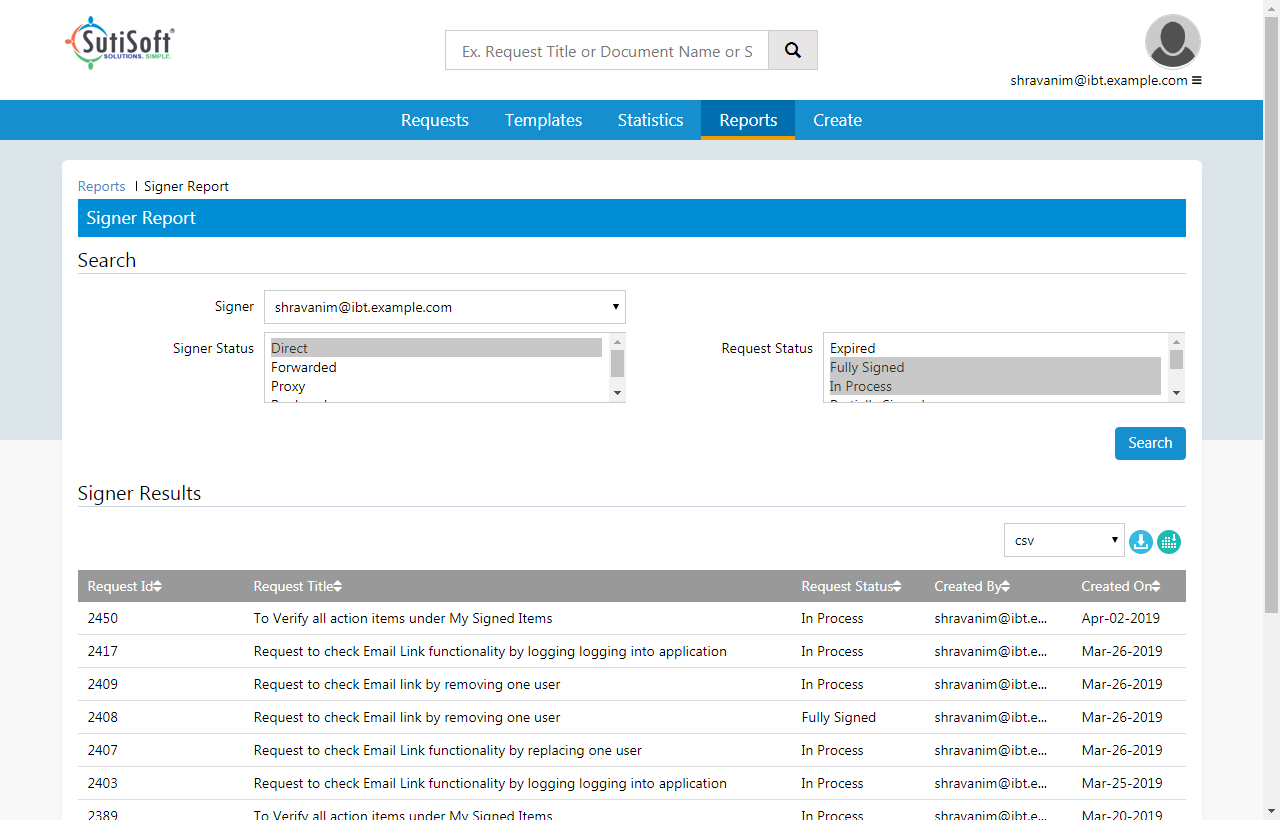 SutiSoft®
SOLUTIONS. SIMPLE.
Ex. Request Title or Document Name or S
shravanim@ibt.example.com
Requests Templates Statistics Reports Create
Reports | Signer Report
Signer Report
Search
Signer shravanim@ibt.example.com
Signer Status Direct Forwarded Proxy
Request Status Expired Fully Signed In Process
Search
Signer Results
csv
Request Id Request Title Request Status Created By Created On
2450 To Verify all action items under My Signed Items In Process shravanim@ibt.e... Apr-02-2019
2417 Request to check Email Link functionality by logging logging into application In Process shravanim@ibt.e... Mar-26-2019
2409 Request to check Email link by removing one user In Process shravanim@ibt.e... Mar-26-2019
2408 Request to check Email link by removing one user Fully Signed shravanim@ibt.e... Mar-26-2019
2407 Request to check Email Link functionality by replacing one user In Process shravanim@ibt.e... Mar-26-2019
2403 Request to check Email Link functionality by logging logging into application In Process shravanim@ibt.e... Mar-25-2019
2389 To Verify all action items under My Signed Items In Process shravanim@ibt.e... Mar-20-2019